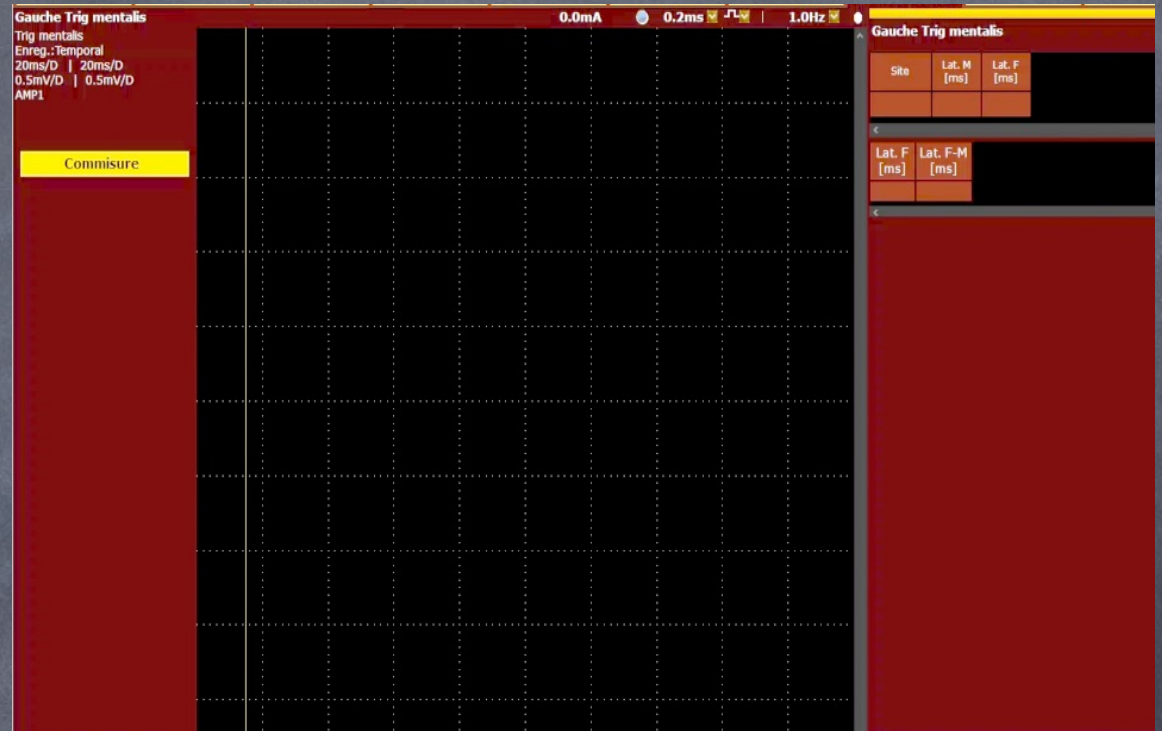 Gauche Trig mentalis
0.0mA 0.2ms | 1.0Hz
Trig mentalis
Enreg.:Temporal
20ms/D | 20ms/D
0.5mV/D | 0.5mV/D
AMP1
Commisure
Gauche Trig mentalis
Site Lat. M [ms] Lat. F [ms]
Lat. F [ms] Lat. F-M [ms]